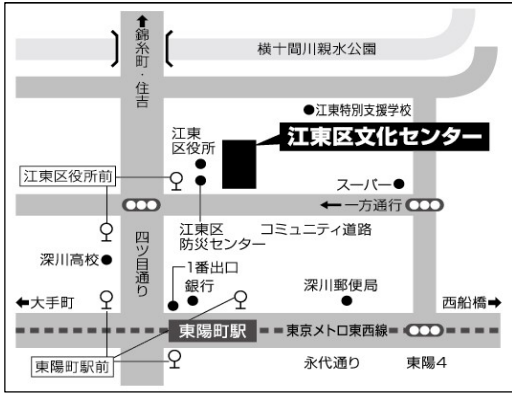 錦糸町・住吉
横十間川親水公園
江東特別支援学校
江東区文化センター
江東
区役所
江東区役所前
スーパー
一方通行
江東区
防災センター
コミュニティ道路
四ツ目通り
深川高校
1番出口
銀行
深川郵便局
大手町
西船橋
東陽町駅
東京メトロ東西線
東陽町駅前
永代通り
東陽4